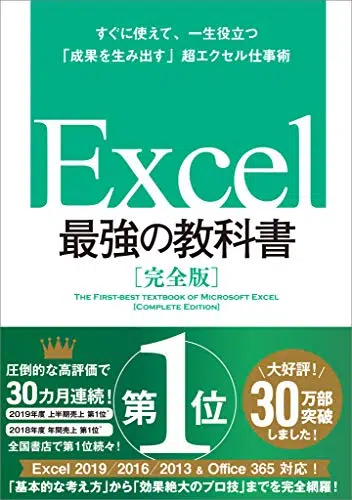 すぐに使えて、一生役立つ
「成果を生み出す」超エクセル仕事術
Excel
最強の教科書
[完全版]
THE FIRST-BEST TEXTBOOK OF MICROSOFT EXCEL
[COMPLETE EDITION]
圧倒的な高評価で
30カ月連続!
2019年度 上半期売上 第1位*
2018年度 年間売上 第1位*
全国書店で第1位続々!
第1位
大好評!
30万部
突破
しました!
Excel 2019/2016/2013 & Office 365 対応!
「基本的な考え方」から「効果絶大のプロ技」までを完全網羅!